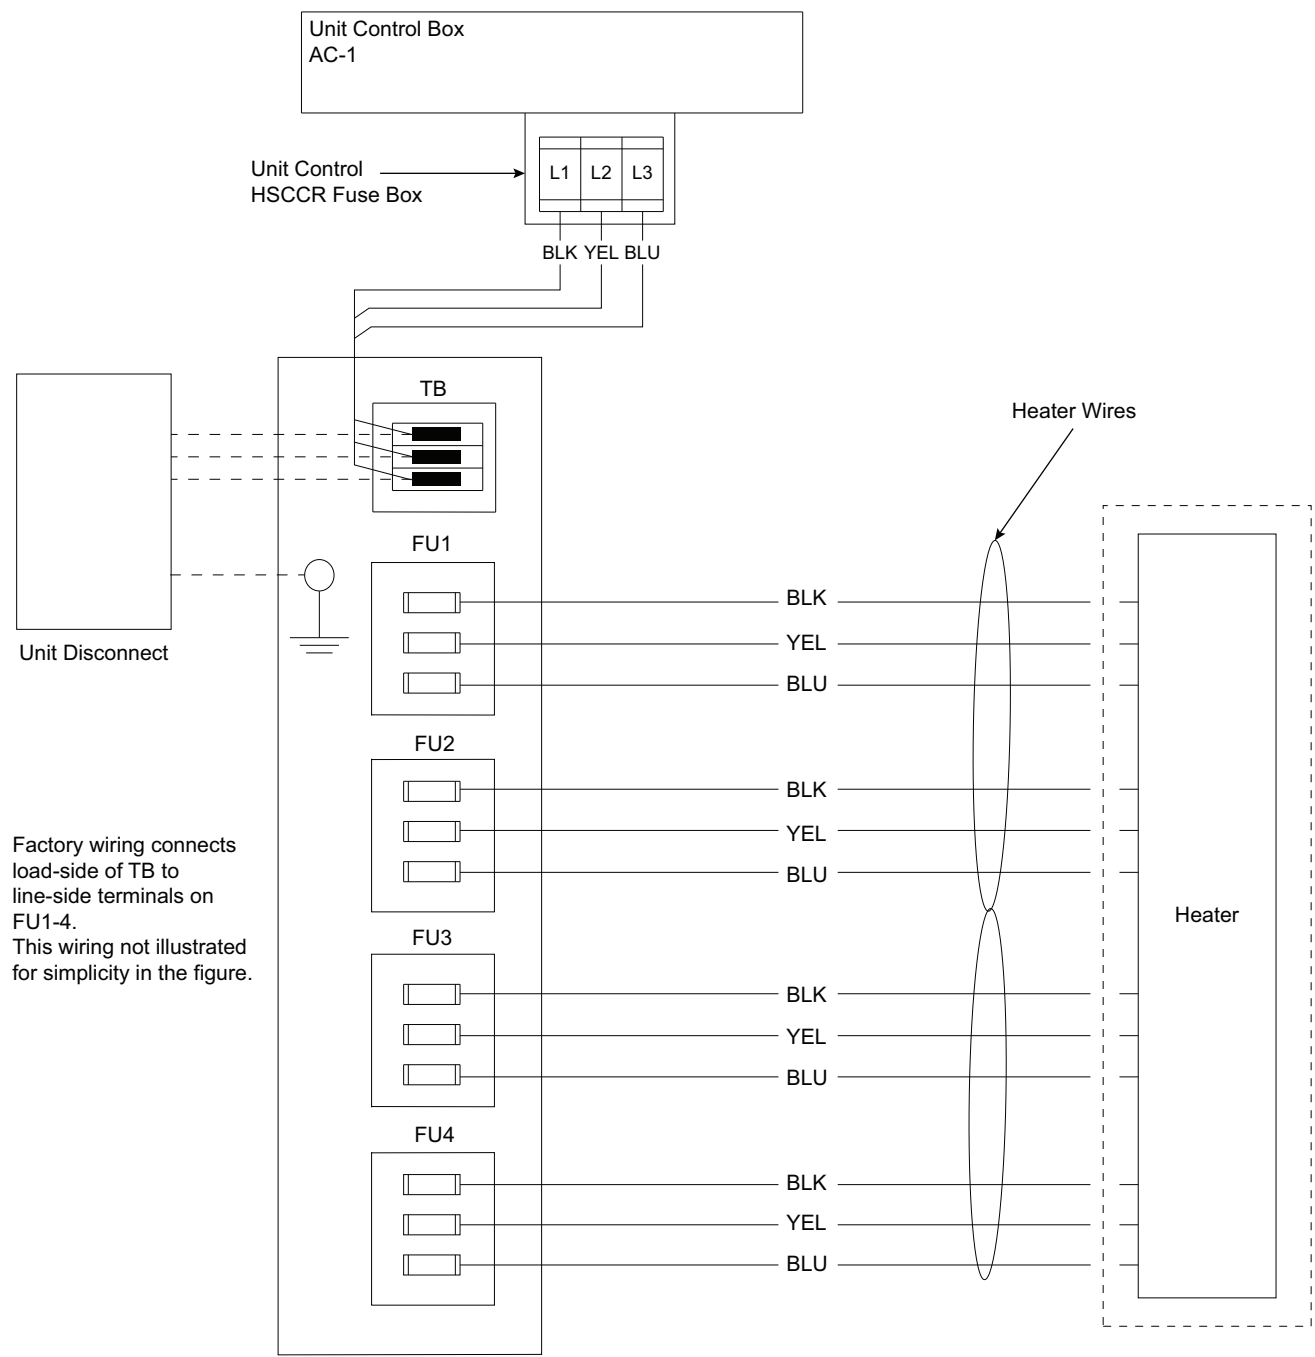 Unit Control Box
AC-1
Unit Control
HSCCR Fuse Box
L1 L2 L3
BLK YEL BLU
TB
Heater Wires
FU1
BLK
YEL
BLU
Unit Disconnect
FU2
BLK
YEL
BLU
Factory wiring connects
load-side of TB to
line-side terminals on
FU1-4.
This wiring not illustrated
for simplicity in the figure.
Heater
FU3
BLK
YEL
BLU
FU4
BLK
YEL
BLU